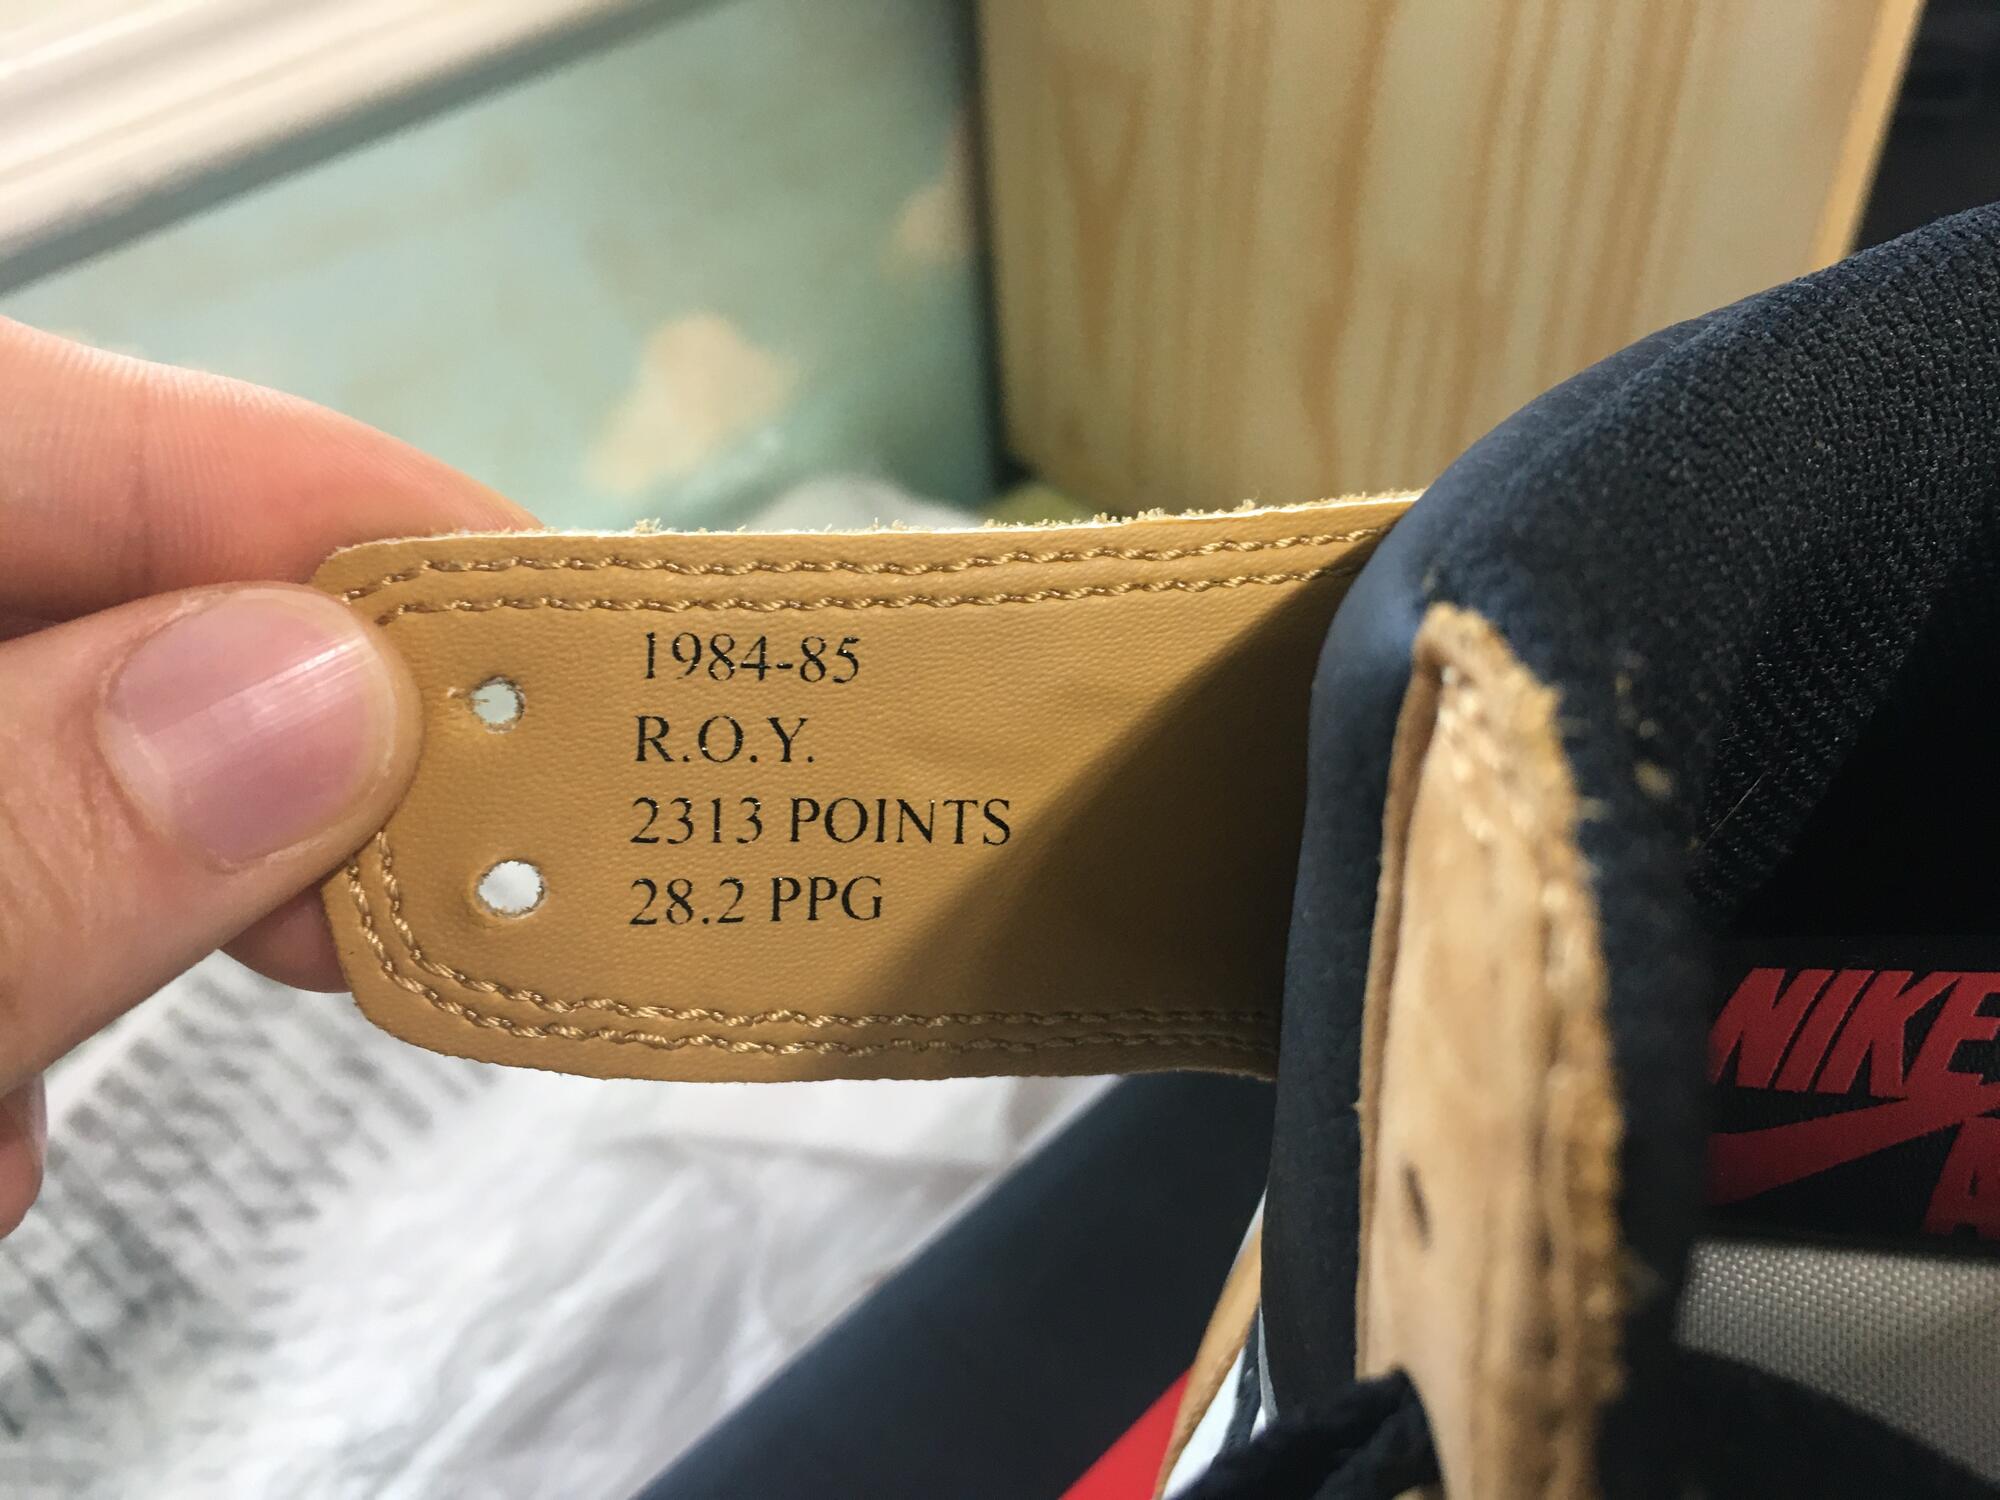 1984-85
R.O.Y.
2313 POINTS
28.2 PPG
NIKE